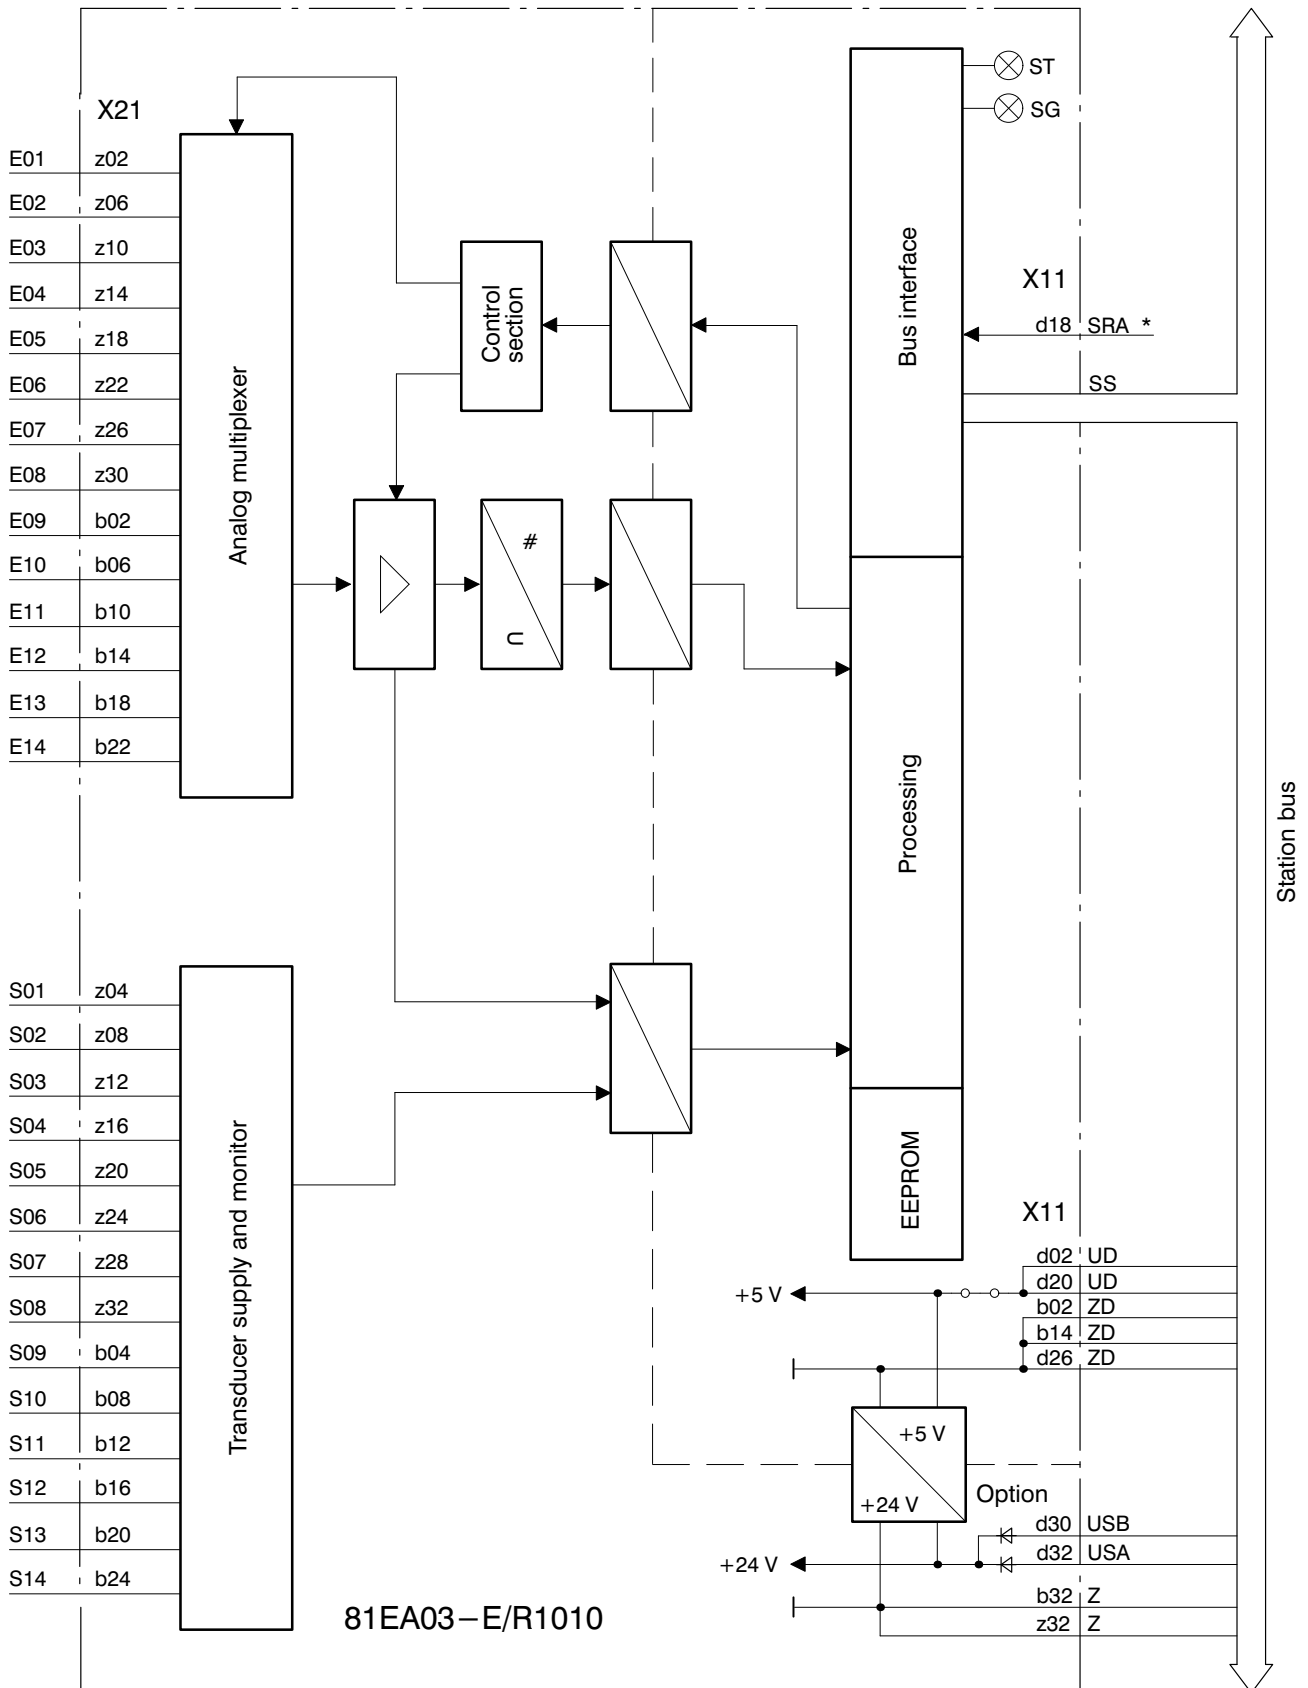 ST
SG
X21
E01 z02
E02 z06
E03 z10
E04 z14
E05 z18
E06 z22
E07 z26
E08 z30
E09 b02
E10 b06
E11 b10
E12 b14
E13 b18
E14 b22
Analog multiplexer
Control
section
#
U
Bus interface
X11
d18 SRA *
SS
Processing
EEPROM
Station bus
S01 z04
S02 z08
S03 z12
S04 z16
S05 z20
S06 z24
S07 z28
S08 z32
S09 b04
S10 b08
S11 b12
S12 b16
S13 b20
S14 b24
Transducer supply and monitor
X11
d02 UD
d20 UD
b02 ZD
b14 ZD
d26 ZD
+5 V
+5 V
+24 V
Option
d30 USB
d32 USA
+24 V
b32 Z
z32 Z
81EA03–E/R1010